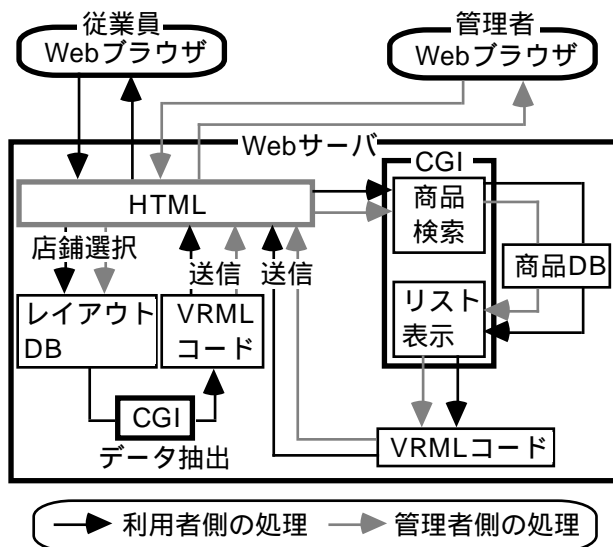 従業員
Webブラウザ
管理者
Webブラウザ
Webサーバ
CGI
HTML
商品
検索
店舗選択
送信
送信
商品DB
レイアウト
DB
VRML
コード
リスト
表示
CGI
データ抽出
VRMLコード
利用者側の処理
管理者側の処理